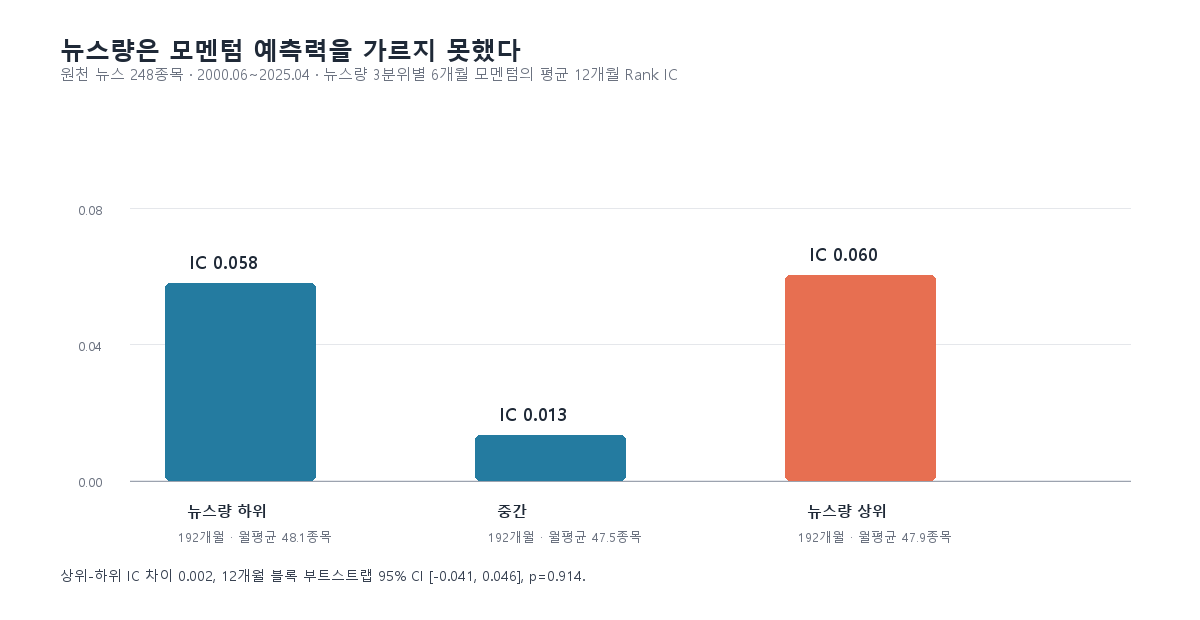 뉴스량은 모멘텀 예측력을 가르지 못했다
원천 뉴스 248종목 · 2000.06~2025.04 · 뉴스량 3분위별 6개월 모멘텀의 평균 12개월 Rank IC
0.08
IC 0.058
IC 0.060
0.04
IC 0.013
0.00
뉴스량 하위
중간
뉴스량 상위
192개월 · 월평균 48.1종목
192개월 · 월평균 47.5종목
192개월 · 월평균 47.9종목
상위-하위 IC 차이 0.002, 12개월 블록 부트스트랩 95% CI [-0.041, 0.046], p=0.914.